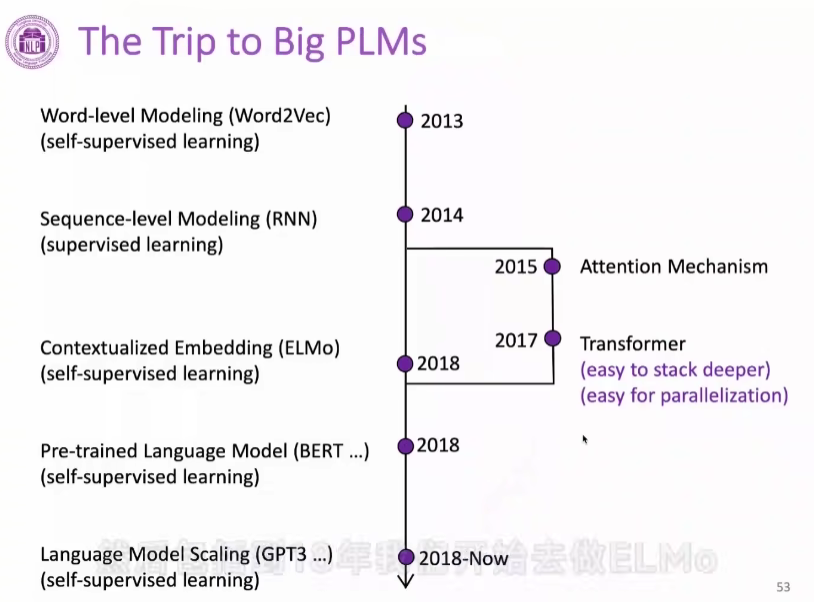 NLP
The Trip to Big PLMs
Word-level Modeling (Word2Vec)
(self-supervised learning)
2013
Sequence-level Modeling (RNN)
(supervised learning)
2014
2015
Attention Mechanism
2017
Transformer
(easy to stack deeper)
(easy for parallelization)
Contextualized Embedding (ELMo)
(self-supervised learning)
2018
Pre-trained Language Model (BERT ...)
(self-supervised learning)
2018
Language Model Scaling (GPT3 ...)
(self-supervised learning)
2018-Now
到18年我们开始去做ELMo
53